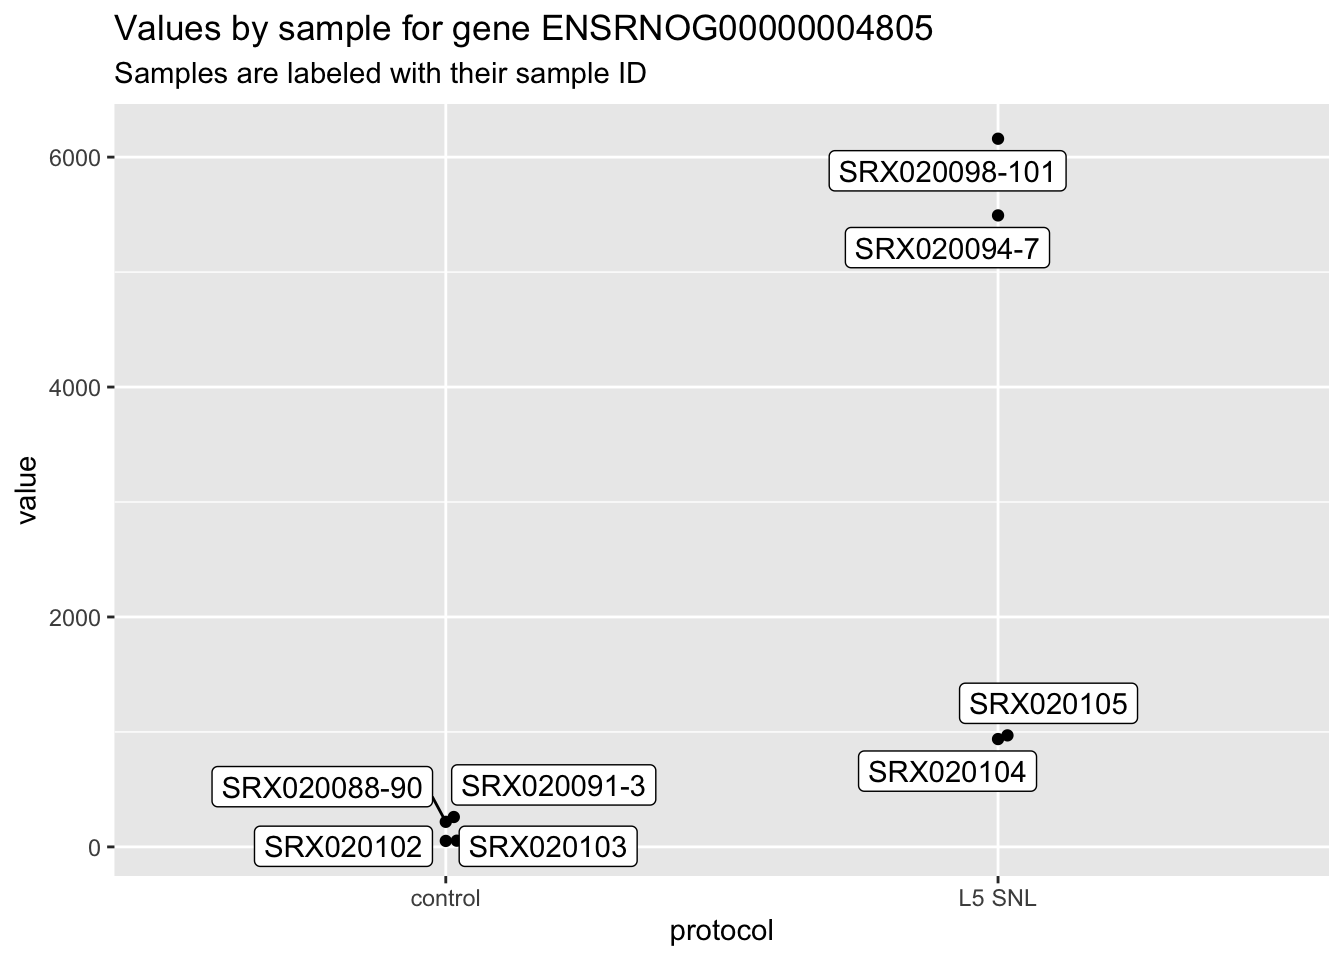 Values by sample for gene ENSRNOG00000004805
Samples are labeled with their sample ID
6000
SRX020098-101
SRX020094-7
4000
value
2000
SRX020105
SRX020104
SRX020088-90
SRX020091-3
0
SRX020102
SRX020103
control
L5 SNL
protocol